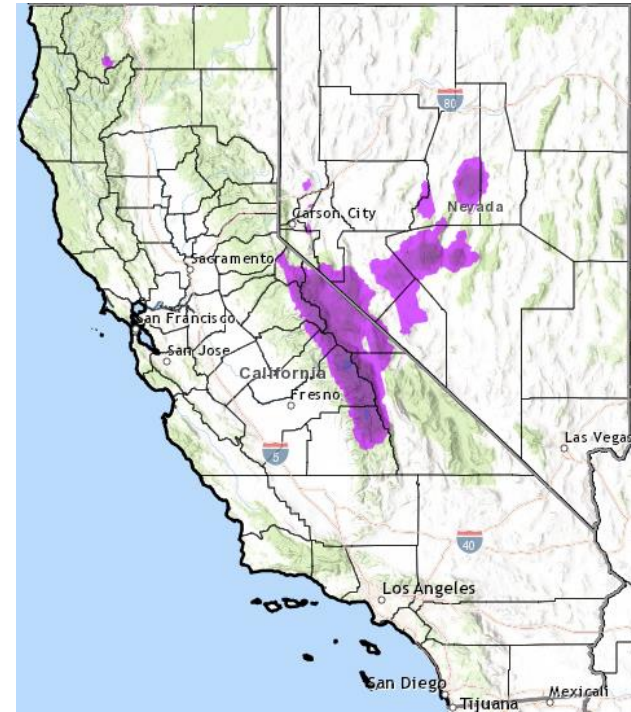 80
Nevada
Carson City
Sacramento
San Francisco
San Jose
California
Fresno
5
Las Vegas
40
Los Angeles
San Diego
Tijuana
Mexicali